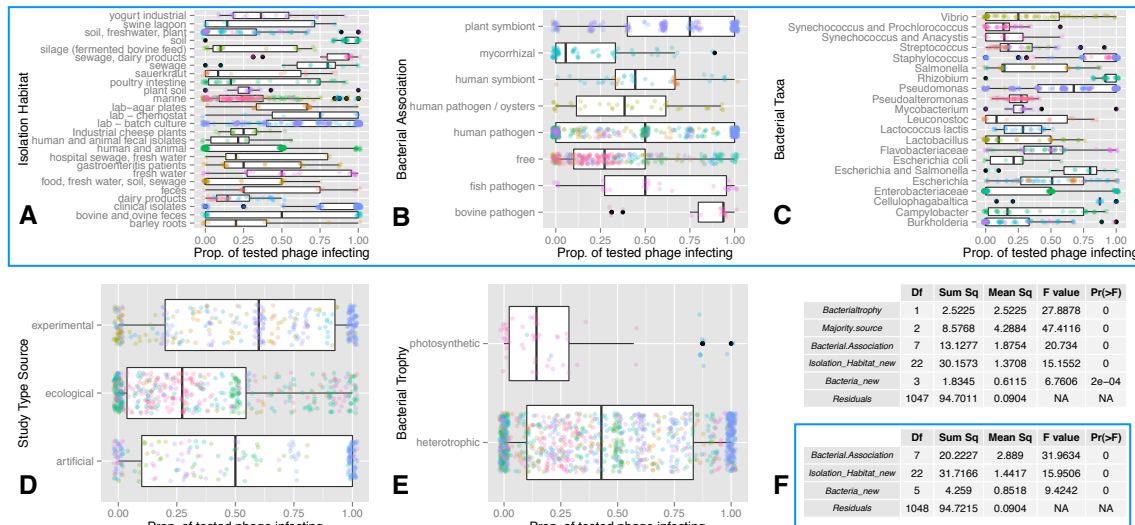 Isolation Habitat
yogurt industrial
swine lagoon
soil, freshwater, plant
soil
silage (fermented bovine feed)
sewage, dairy products
sewage
sauerkraut
poultry intestine
plant soil
marine
lab-agar plates
lab – chemostat
lab – batch culture
Industrial cheese plants
human and animal fecal isolates
human and animal
hospital sewage, fresh water
gastroenteritis patients
fresh water
food, fresh water, soil, sewage
feces
dairy products
clinical isolates
bovine and ovine feces
barley roots
0.00 0.25 0.50 0.75 1.00
Prop. of tested phage infecting
A
Bacterial Association
plant symbiont
mycorrhizal
human symbiont
human pathogen / oysters
human pathogen
free
fish pathogen
bovine pathogen
0.00 0.25 0.50 0.75 1.00
Prop. of tested phage infecting
B
Bacterial Taxa
Vibrio
Synechococcus and Prochlorococcus
Synechococcus and Anacystis
Streptococcus
Staphylococcus
Salmonella
Rhizobium
Pseudomonas
Pseudoalteromonas
Mycobacterium
Leuconostoc
Lactococcus lactis
Lactobacillus
Flavobacteriaceae
Escherichia coli
Escherichia and Salmonella
Escherichia
Enterobacteriaceae
Cellulophagabaltica
Campylobacter
Burkholderia
0.00 0.25 0.50 0.75 1.00
Prop. of tested phage infecting
C
Study Type Source
experimental
ecological
artificial
0.00 0.25 0.50 0.75 1.00
Prop. of tested phage infecting
D
Bacterial Trophy
photosynthetic
heterotrophic
0.00 0.25 0.50 0.75 1.00
Prop. of tested phage infecting
E
Df Sum Sq Mean Sq F value Pr(>F)
Bacterialtrophy 1 2.5225 2.5225 27.8878 0
Majority.source 2 8.5768 4.2884 47.4116 0
Bacterial.Association 7 13.1277 1.8754 20.734 0
Isolation_Habitat_new 22 30.1573 1.3708 15.1552 0
Bacteria_new 3 1.8345 0.6115 6.7606 2e–04
Residuals 1047 94.7011 0.0904 NA NA
F
Df Sum Sq Mean Sq F value Pr(>F)
Bacterial.Association 7 20.2227 2.889 31.9634 0
Isolation_Habitat_new 22 31.7166 1.4417 15.9506 0
Bacteria_new 5 4.259 0.8518 9.4242 0
Residuals 1048 94.7215 0.0904 NA NA